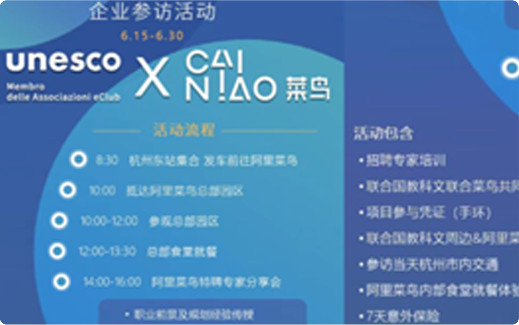 企业参访活动
6.15-6.30
unesco
Membro
delle Associazioni eClub
X
CAI
NIAO 菜鸟
活动流程
8:30 杭州东站集合 发车前往阿里菜鸟
10:00 抵达阿里菜鸟总部园区
10:00-12:00 参观总部园区
12:00-13:30 总部食堂就餐
14:00-16:00 阿里菜鸟特聘专家分享会
·职业前景及规划经验传授
活动包含
·招聘专家培训
·联合国教科文联合菜鸟共同
·项目参与凭证（手环）
·联合国教科文周边&阿里菜
·参访当天杭州市内交通
·阿里菜鸟内部食堂就餐体验
·7天意外保险